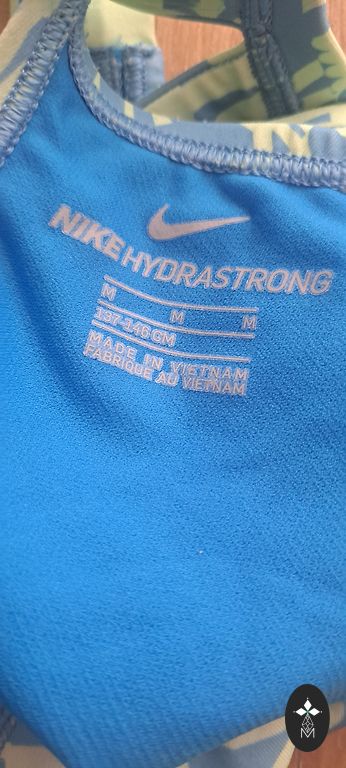 NIKE HYDRASTRONG
M M M
137-146 CM
MADE IN VIETNAM
FABRIQUE AU VIETNAM
M